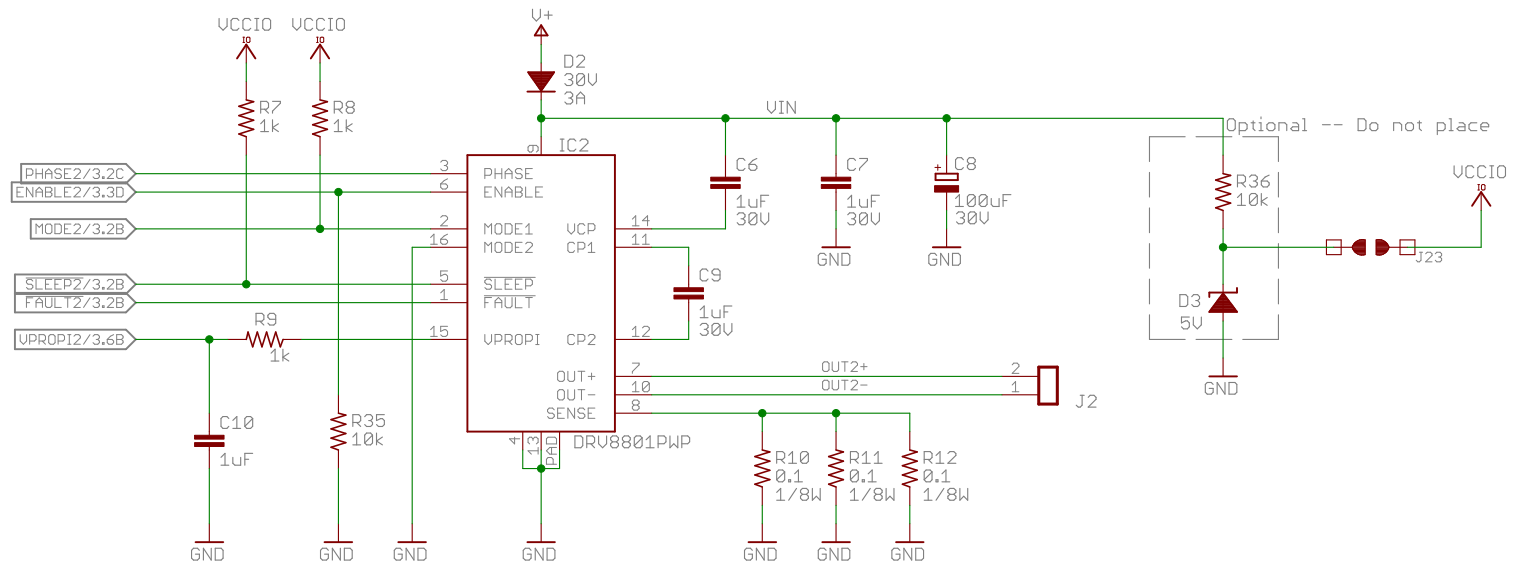 VCCIO
IO
VCCIO
IO
V+
D2
30V
3A
R7
1k
R8
1k
VIN
Optional -- Do not place
IC2
9
PHASE2/3.2C
3
PHASE
ENABLE2/3.3D
6
ENABLE
MODE2/3.2B
2
MODE1
16
MODE2
SLEEP2/3.2B
5
SLEEP
FAULT2/3.2B
1
FAULT
VPROPI2/3.6B
R9
1k
15
VPROPI
VCP
14
CP1
11
CP2
12
OUT+
7
OUT-
10
SENSE
8
4
13
PAD
DRV8801PWP
C6
1uF
30V
C7
1uF
30V
GND
+
C8
100uF
30V
GND
C9
1uF
30V
R36
10k
D3
5V
GND
VCCIO
IO
J23
OUT2+
2
OUT2-
1
J2
C10
1uF
R35
10k
R10
0.1
1/8W
R11
0.1
1/8W
R12
0.1
1/8W
GND
GND
GND
GND
GND
GND
GND